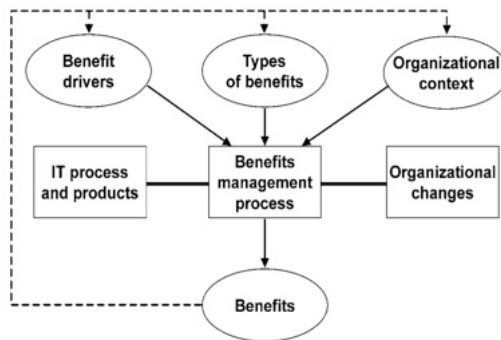 Benefit
drivers
Types
of benefits
Organizational
context
IT process
and products
Benefits
management
process
Organizational
changes
Benefits